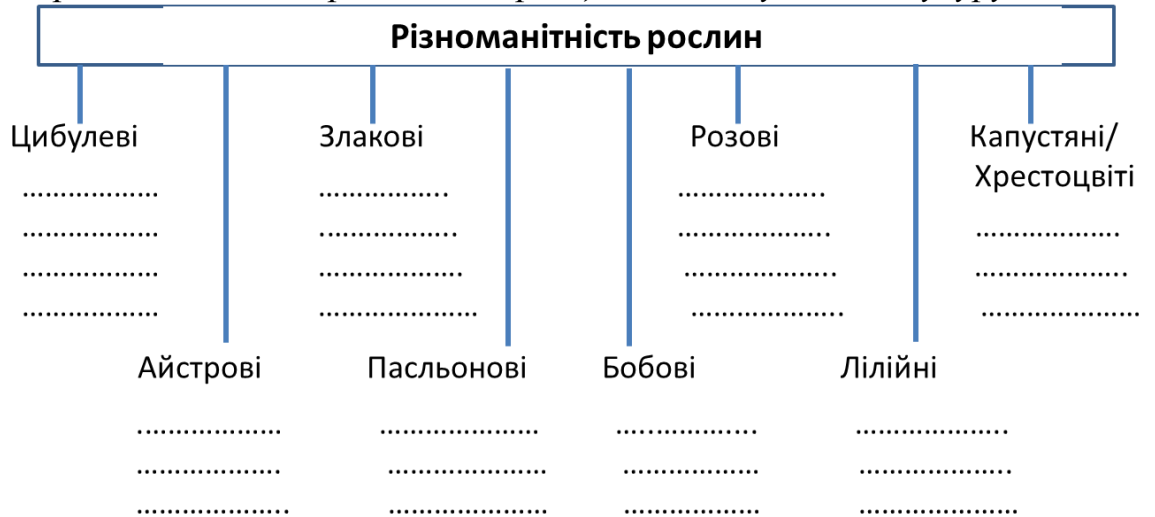 Різноманітність рослин
Цибулеві Злакові Розові Капустяні/
Хрестоцвіті
……………… …………….. ……………..….. 
……………… ……………….. ……………….. ……………….
……………… ………………. ……………….. ………………..
……………… ………………… ……………….. …………………
Айстрові Пасльонові Бобові Лілійні
………………. ………………… …..………..... ………………..
………………. ………………… ……………… ………………..
……………….. ………………… ……………… …………………